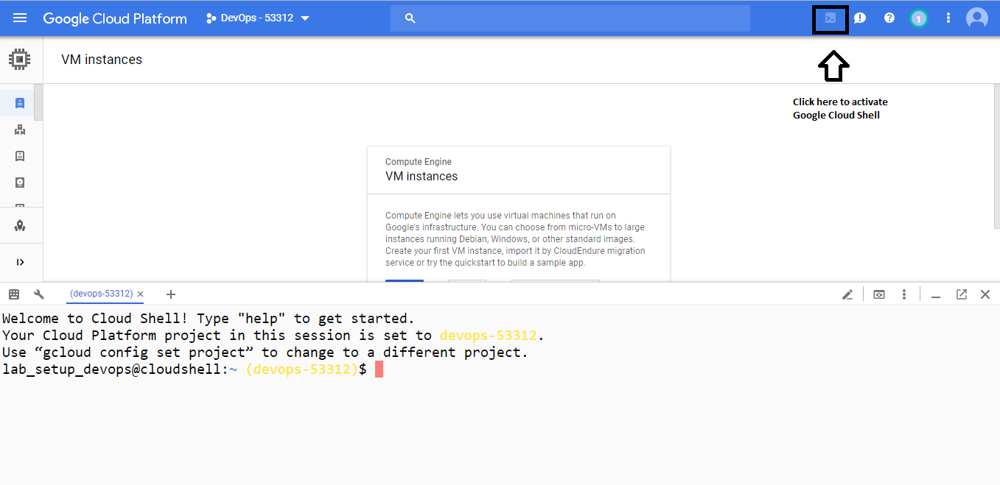 Google Cloud Platform
DevOps - 53312
1
VM instances
Click here to activate
Google Cloud Shell
Compute Engine
VM instances
Compute Engine lets you use virtual machines that run on
Google's infrastructure. You can choose from micro-VMs to large
instances running Debian, Windows, or other standard images.
Create your first VM instance, import it by CloudEndure migration
service or try the quickstart to build a sample app.
(devops-53312)
Welcome to Cloud Shell! Type "help" to get started.
Your Cloud Platform project in this session is set to devops-53312.
Use “gcloud config set project” to change to a different project.
lab_setup_devops@cloudshell:~ (devops-53312)$